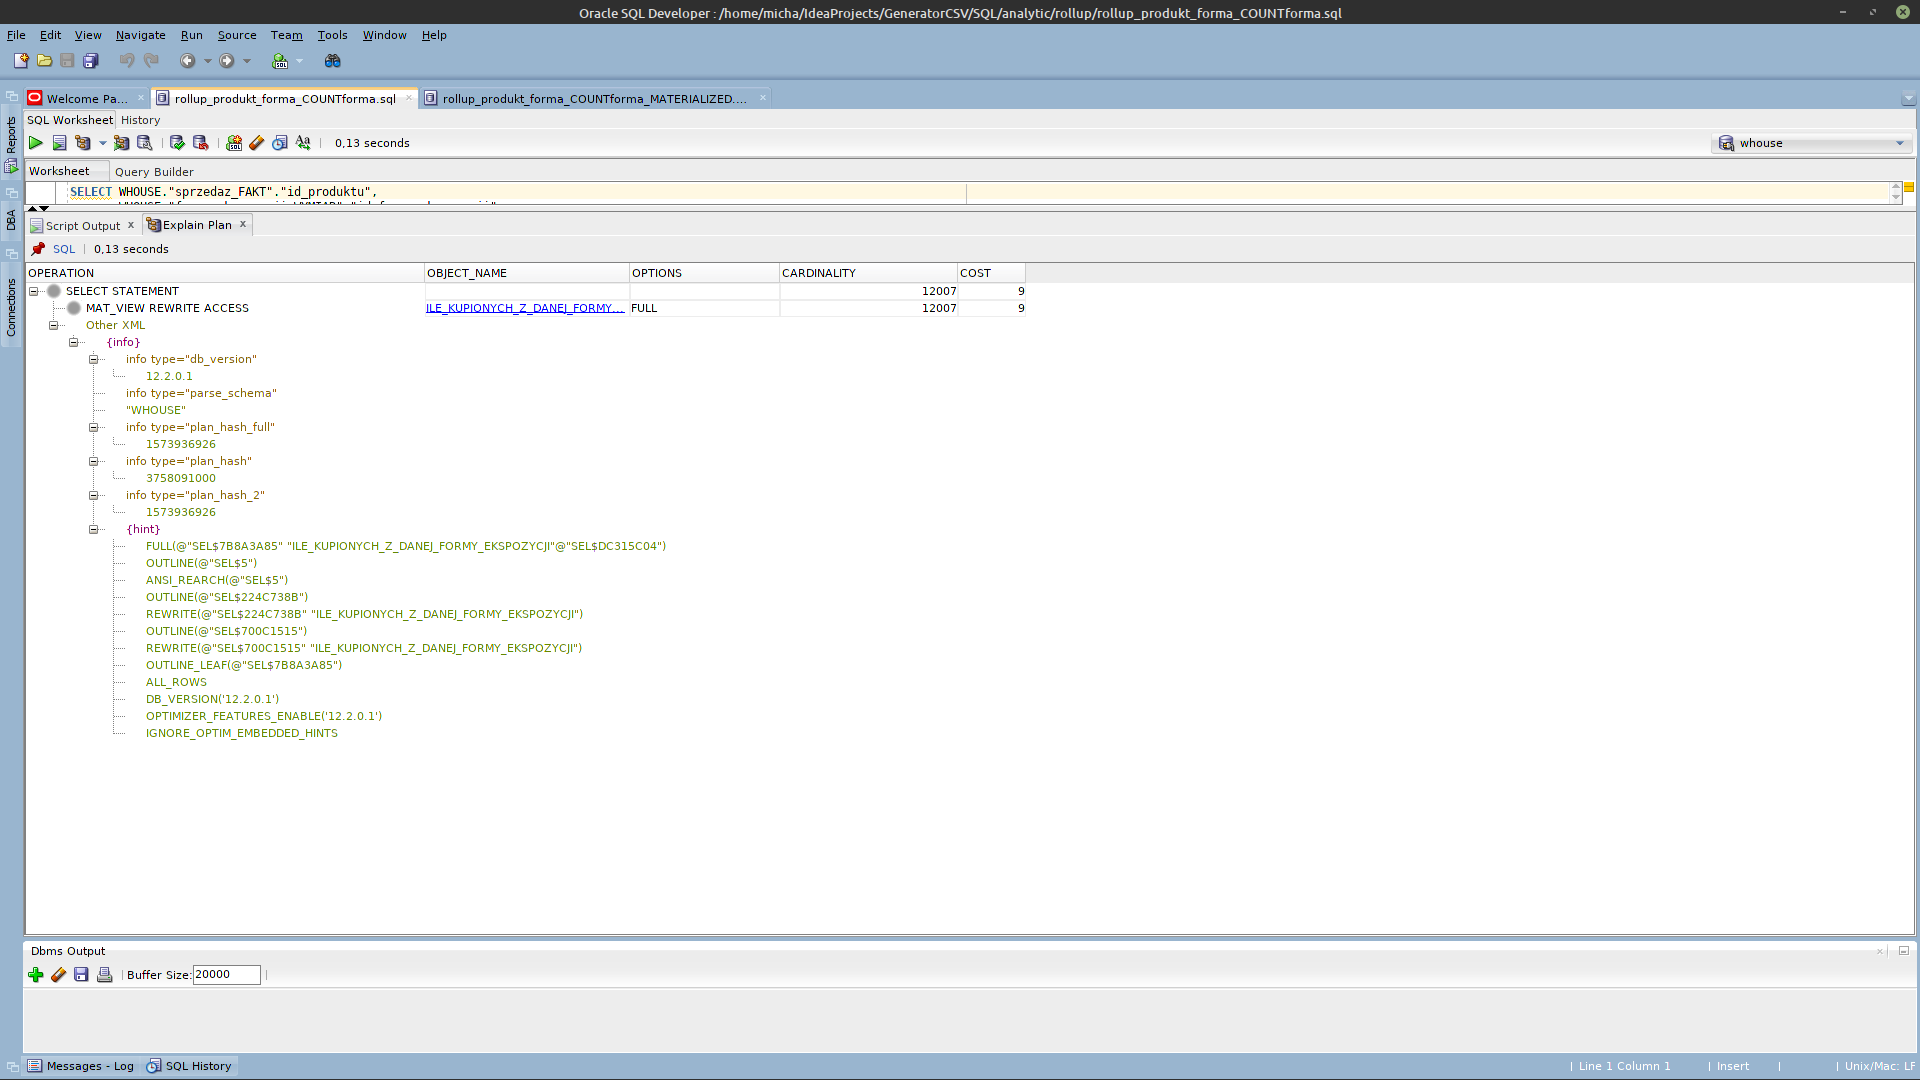 Oracle SQL Developer : /home/micha/IdeaProjects/GeneratorCSV/SQL/analytic/rollup/rollup_produkt_forma_COUNTforma.sql
File Edit View Navigate Run Source Team Tools Window Help
Welcome Pa... rollup_produkt_forma_COUNTforma.sql rollup_produkt_forma_COUNTforma_MATERIALIZED....
SQL Worksheet History
0,13 seconds whouse
Worksheet Query Builder
SELECT WHOUSE."sprzedaz_FAKT"."id_produktu",
Script Output Explain Plan
SQL 0,13 seconds
OPERATION OBJECT_NAME OPTIONS CARDINALITY COST
SELECT STATEMENT 12007 9
MAT_VIEW REWRITE ACCESS ILE_KUPIONYCH_Z_DANEJ_FORMY... FULL 12007 9
Other XML
{info}
info type="db_version"
12.2.0.1
info type="parse_schema"
"WHOUSE"
info type="plan_hash_full"
1573936926
info type="plan_hash"
3758091000
info type="plan_hash_2"
1573936926
{hint}
FULL(@"SEL$7B8A3A85" "ILE_KUPIONYCH_Z_DANEJ_FORMY_EKSPOZYCJI"@"SEL$DC315C04")
OUTLINE(@"SEL$5")
ANSI_REARCH(@"SEL$5")
OUTLINE(@"SEL$224C738B")
REWRITE(@"SEL$224C738B" "ILE_KUPIONYCH_Z_DANEJ_FORMY_EKSPOZYCJI")
OUTLINE(@"SEL$700C1515")
REWRITE(@"SEL$700C1515" "ILE_KUPIONYCH_Z_DANEJ_FORMY_EKSPOZYCJI")
OUTLINE_LEAF(@"SEL$7B8A3A85")
ALL_ROWS
DB_VERSION('12.2.0.1')
OPTIMIZER_FEATURES_ENABLE('12.2.0.1')
IGNORE_OPTIM_EMBEDDED_HINTS
Reports
DBA
Connections
Dbms Output
Buffer Size: 20000
Messages - Log SQL History Line 1 Column 1 Insert Unix/Mac: LF